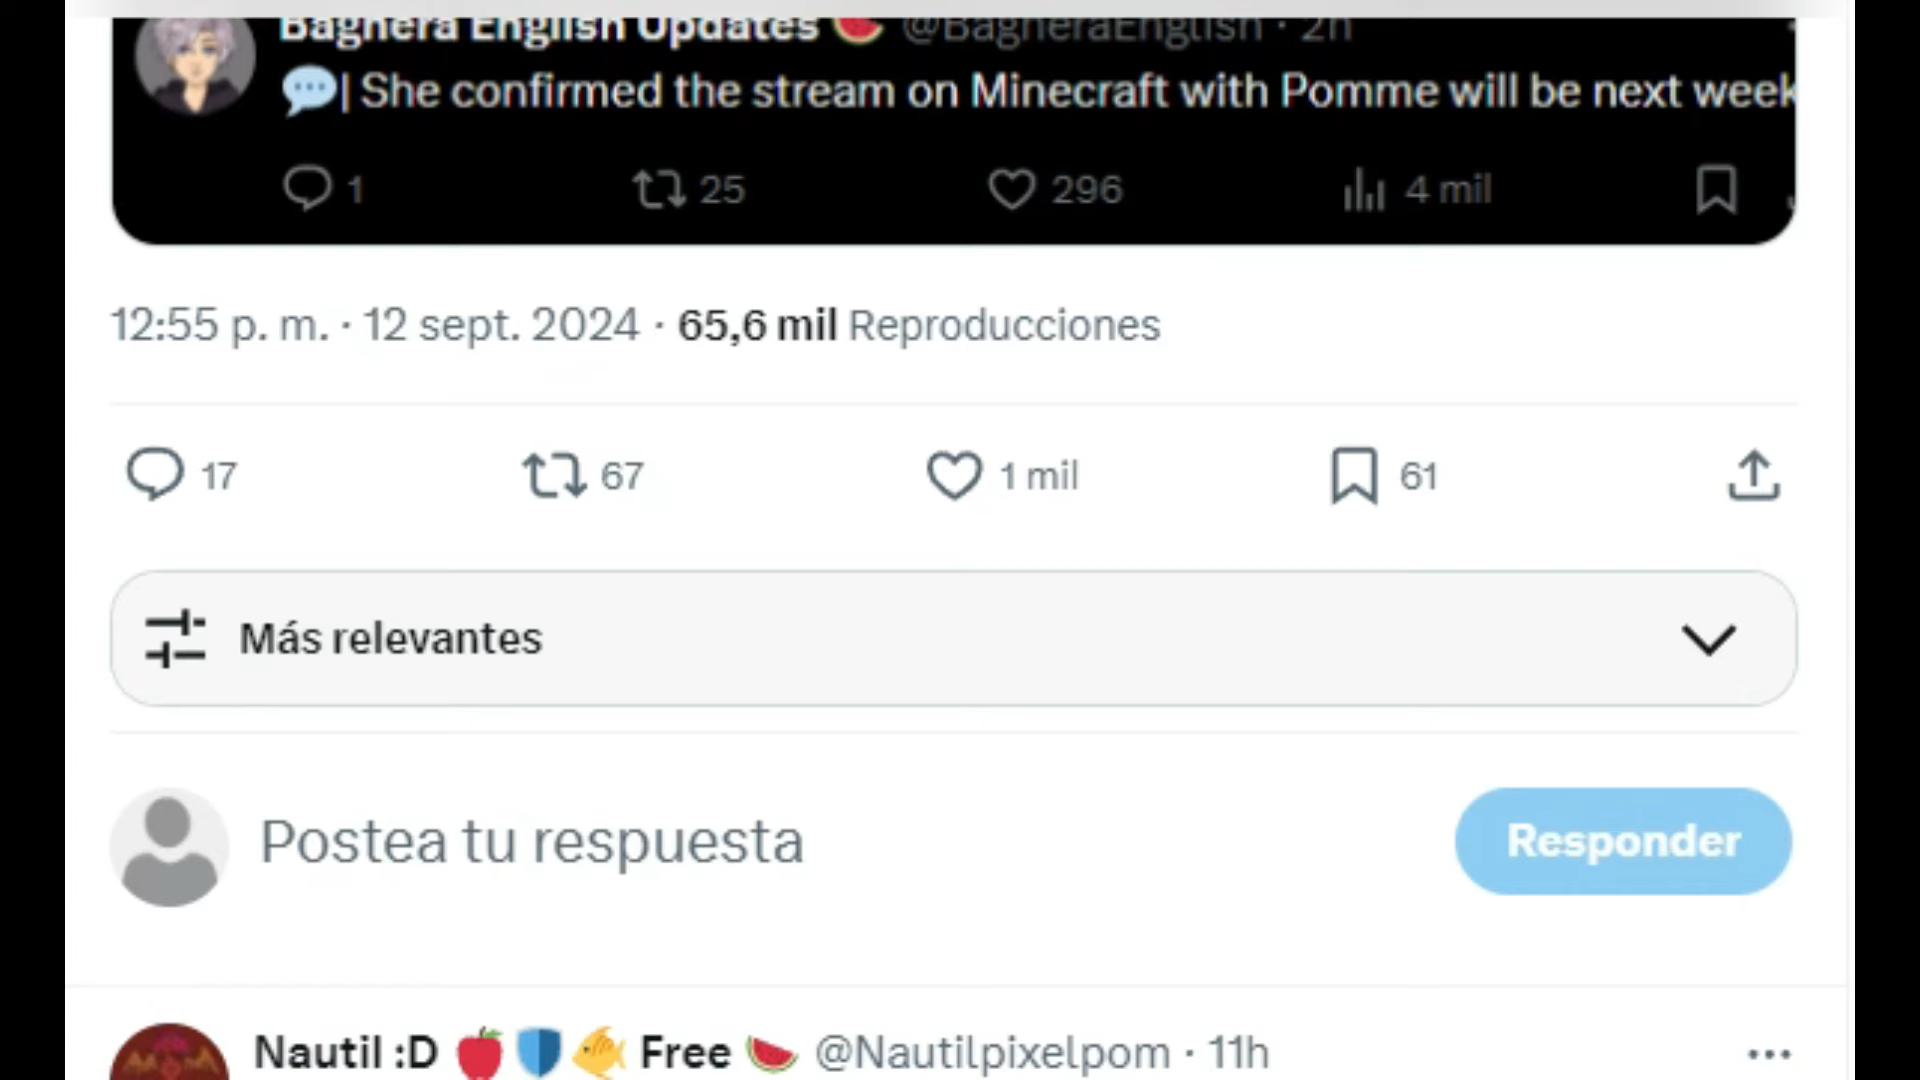 Baghera English Updates 🍉 @BagheraEnglish · 2h
💬| She confirmed the stream on Minecraft with Pomme will be next week
1 25 296 4 mil
12:55 p. m. · 12 sept. 2024 · 65,6 mil Reproducciones
17 67 1 mil 61
Más relevantes
Postea tu respuesta
Responder
Nautil :D 🍎🛡️🐠 Free 🍉 @Nautilpixelpom · 11h